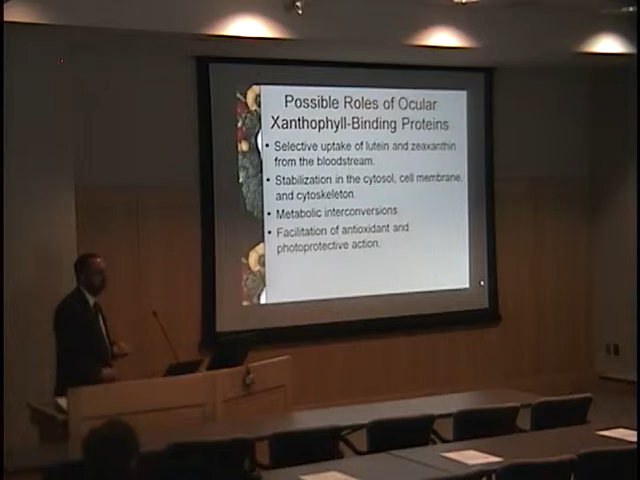 Possible Roles of Ocular
Xanthophyll-Binding Proteins
• Selective uptake of lutein and zeaxanthin
from the bloodstream.
• Stabilization in the cytosol, cell membrane,
and cytoskeleton.
• Metabolic interconversions
• Facilitation of antioxidant and
photoprotective action.